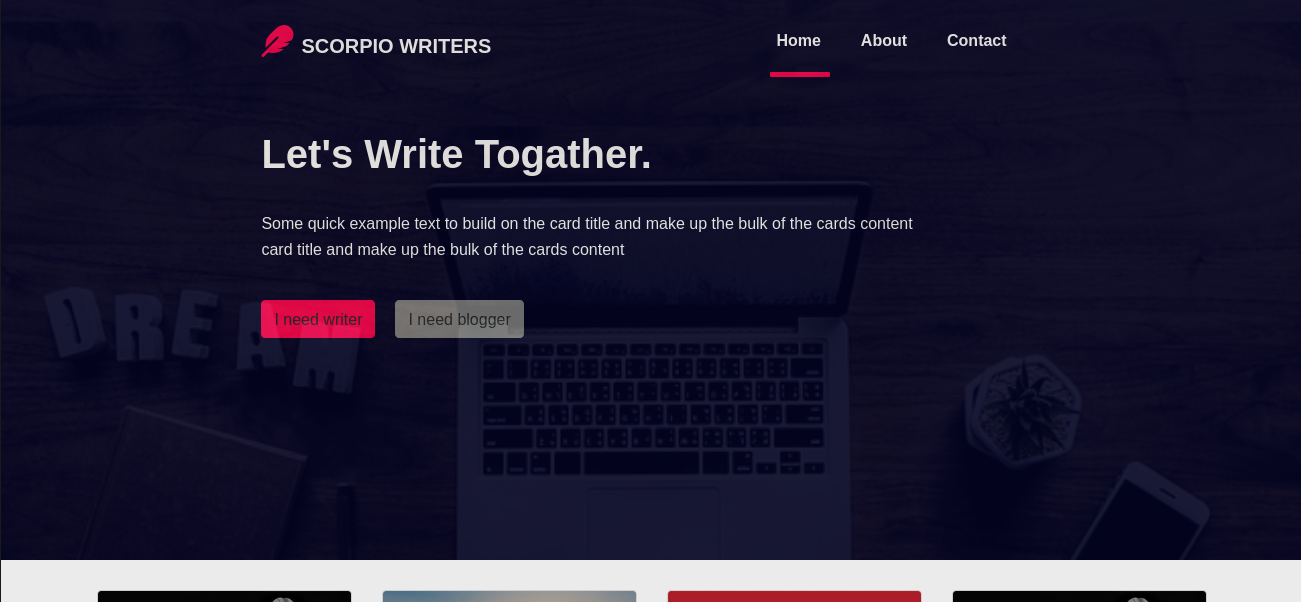 SCORPIO WRITERS
Home About Contact
Let's Write Togather.
Some quick example text to build on the card title and make up the bulk of the cards content
card title and make up the bulk of the cards content
I need writer I need blogger
DREAM